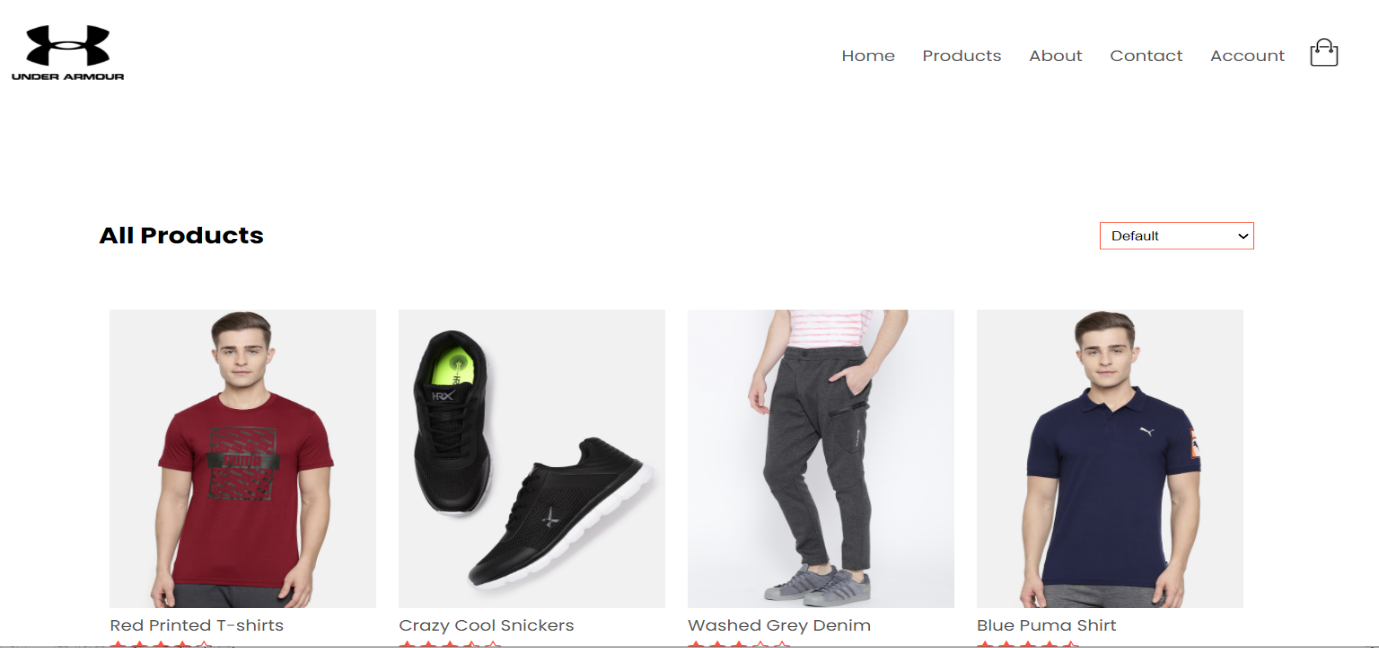 UNDER ARMOUR
Home Products About Contact Account
All Products
Default
HRX
Red Printed T-shirts
Crazy Cool Snickers
Washed Grey Denim
Blue Puma Shirt